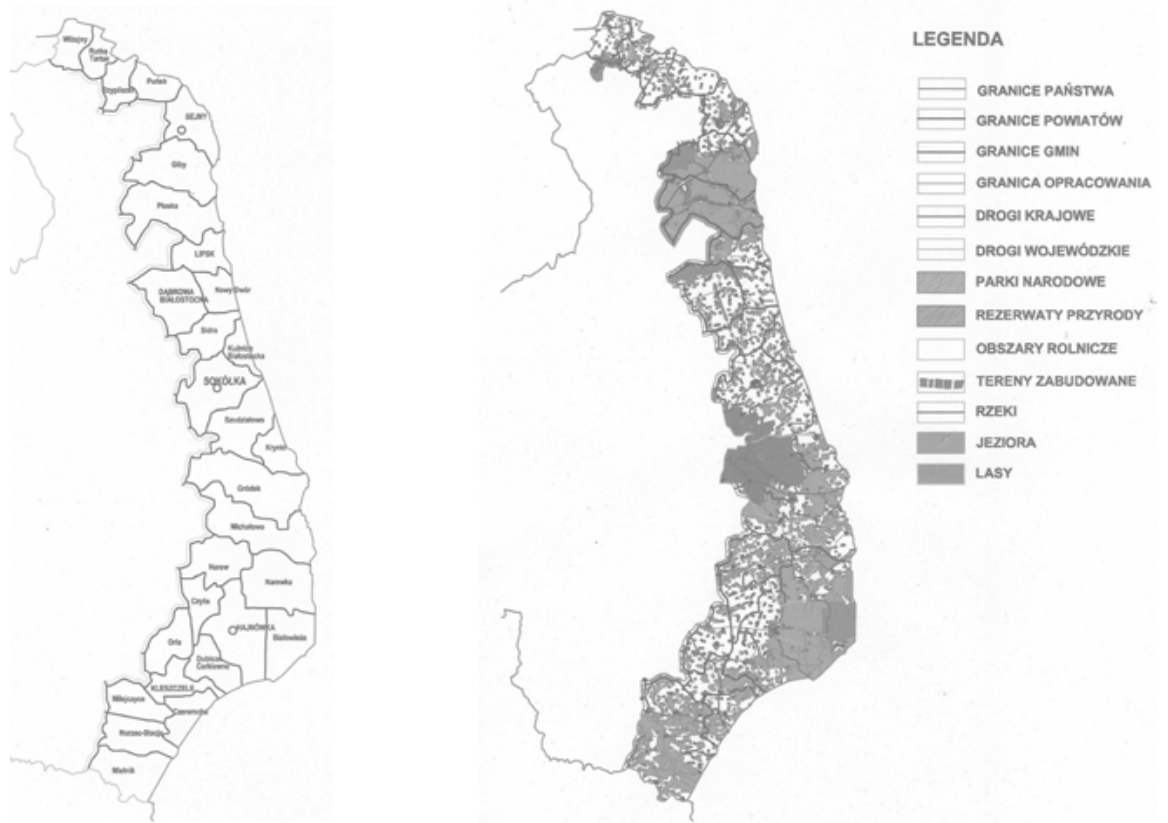 Wiżajny
Rutka
Tartak
Szypliszki
Puńsk
SEJNY
Giby
Płaska
LIPSK
DĄBROWA
BIAŁOSTOCKA
Nowy Dwór
Sidra
Kuźnica
Białostocka
SOKÓŁKA
Szudziałowo
Krynki
Gródek
Michałowo
Narew
Narewka
Czyże
HAJNÓWKA
Białowieża
Orla
Dubicze
Cerkiewne
KLESZCZELE
Milejczyce
Czeremcha
Nurzec-Stacja
Mielnik
LEGENDA
GRANICE PAŃSTWA
GRANICE POWIATÓW
GRANICE GMIN
GRANICA OPRACOWANIA
DROGI KRAJOWE
DROGI WOJEWÓDZKIE
PARKI NARODOWE
REZERWATY PRZYRODY
OBSZARY ROLNICZE
TERENY ZABUDOWANE
RZEKI
JEZIORA
LASY